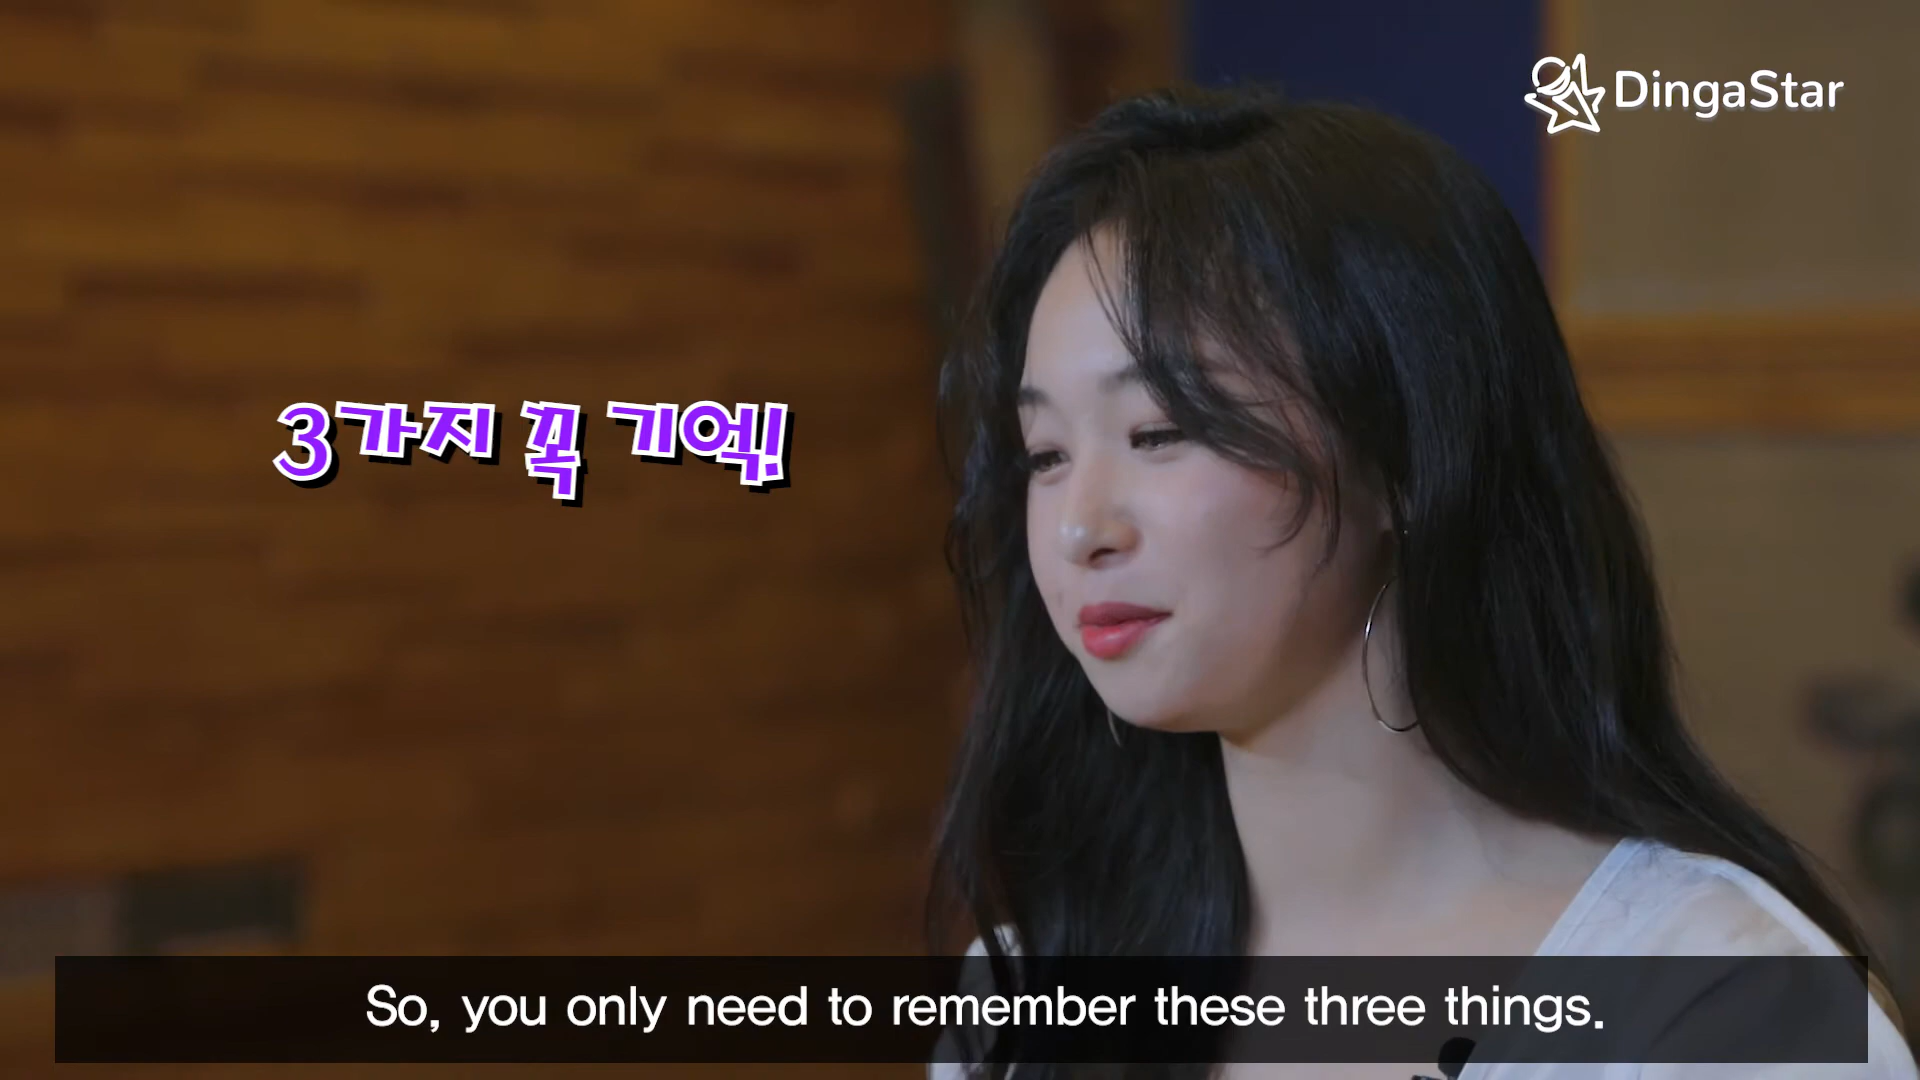 DingaStar
3가지 꼭 기억!
So, you only need to remember these three things.